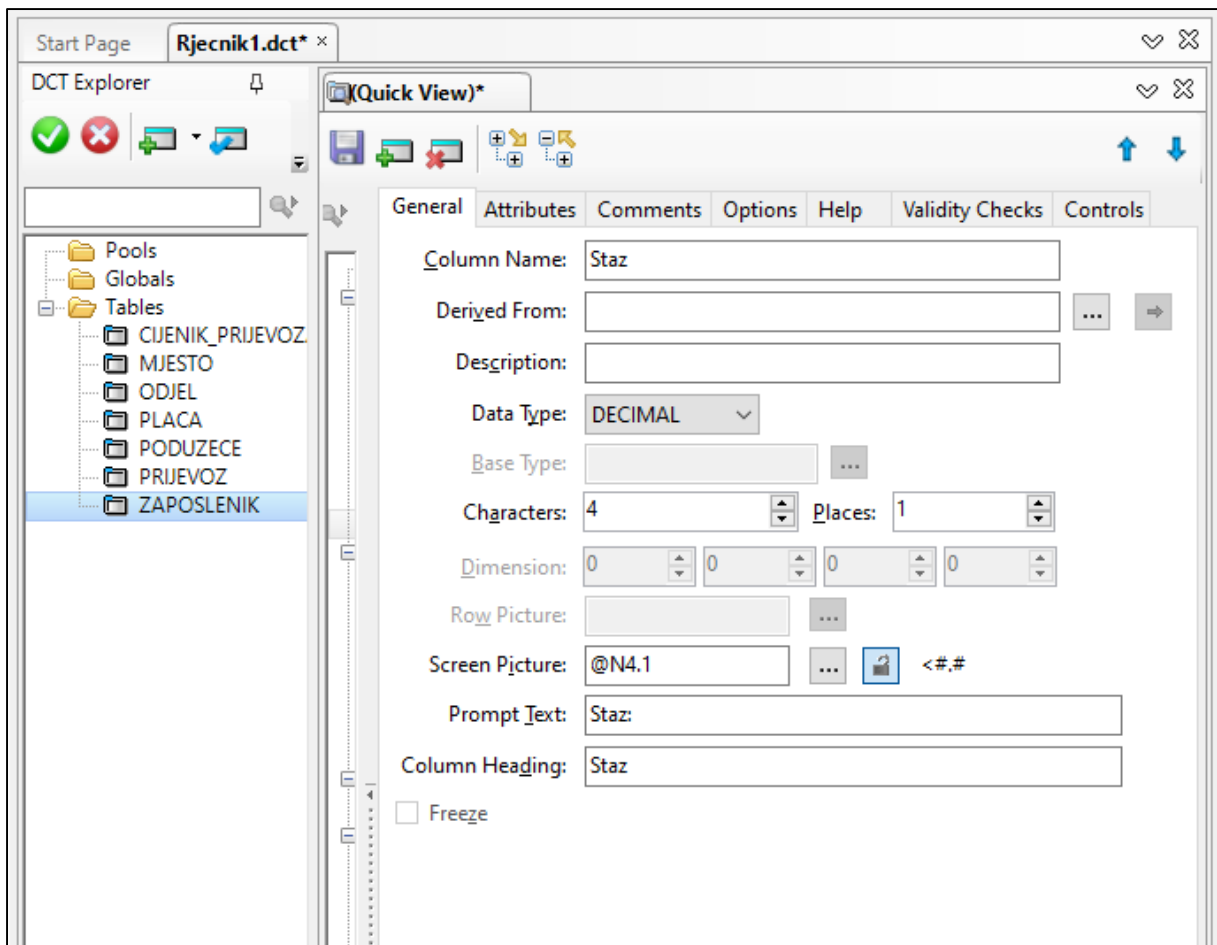 Start Page Rjecnik1.dct*
DCT Explorer
(Quick View)*
General Attributes Comments Options Help Validity Checks Controls
Pools
Globals
Tables
CIJENIK_PRIJEVOZ.
MJESTO
ODJEL
PLACA
PODUZECE
PRIJEVOZ
ZAPOSLENIK
Column Name: Staz
Derived From: ...
Description:
Data Type: DECIMAL
Base Type: ...
Characters: 4 Places: 1
Dimension: 0 0 0 0
Row Picture: ...
Screen Picture: @N4.1 ... <#.#
Prompt Text: Staz:
Column Heading: Staz
Freeze